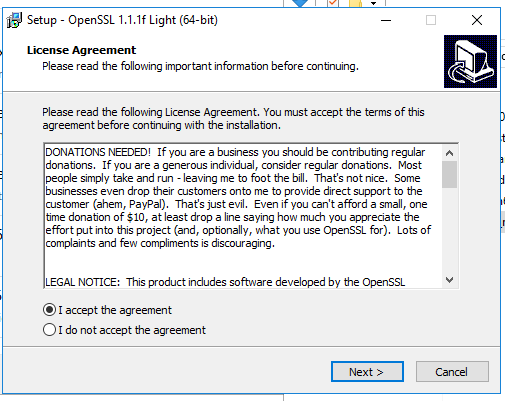 Setup - OpenSSL 1.1.1f Light (64-bit)
License Agreement
Please read the following important information before continuing.
Please read the following License Agreement. You must accept the terms of this
agreement before continuing with the installation.
DONATIONS NEEDED!  If you are a business you should be contributing regular
donations.  If you are a generous individual, consider regular donations.  Most
people simply take and run - leaving me to foot the bill.  That's not nice.  Some
businesses even drop their customers onto me to provide direct support to the
customer (ahem, PayPal).  That's just evil.  Even if you can't afford a small, one
time donation of $10, at least drop a line saying how much you appreciate the
effort put into this project (and, optionally, what you use OpenSSL for).  Lots of
complaints and few compliments is discouraging.
LEGAL NOTICE:  This product includes software developed by the OpenSSL
I accept the agreement
I do not accept the agreement
Next >
Cancel